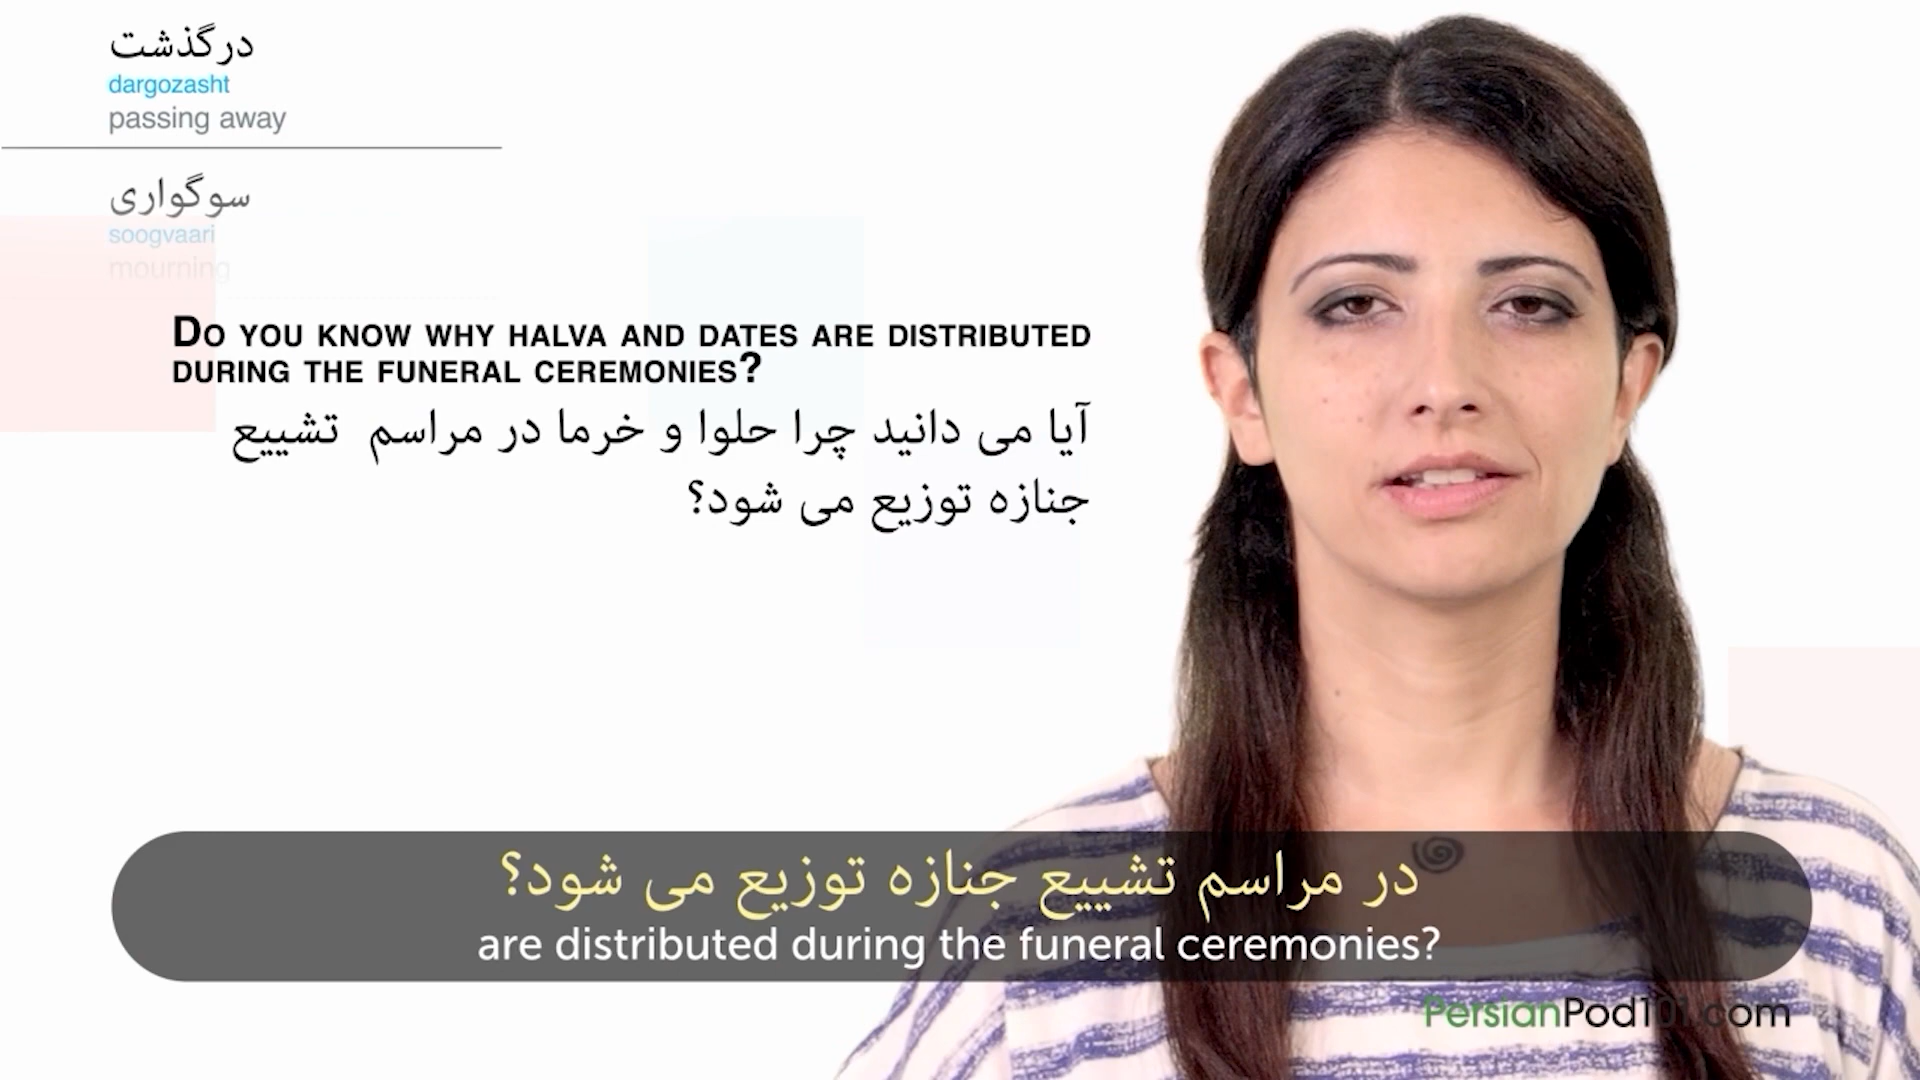 درگذشت
dargozasht
passing away
سوگواری
soogvaari
mourning
Do you know why halva and dates are distributed
during the funeral ceremonies?
آیا می دانید چرا حلوا و خرما در مراسم تشییع
جنازه توزیع می شود؟
در مراسم تشییع جنازه توزیع می شود؟
are distributed during the funeral ceremonies?
PersianPod101.com